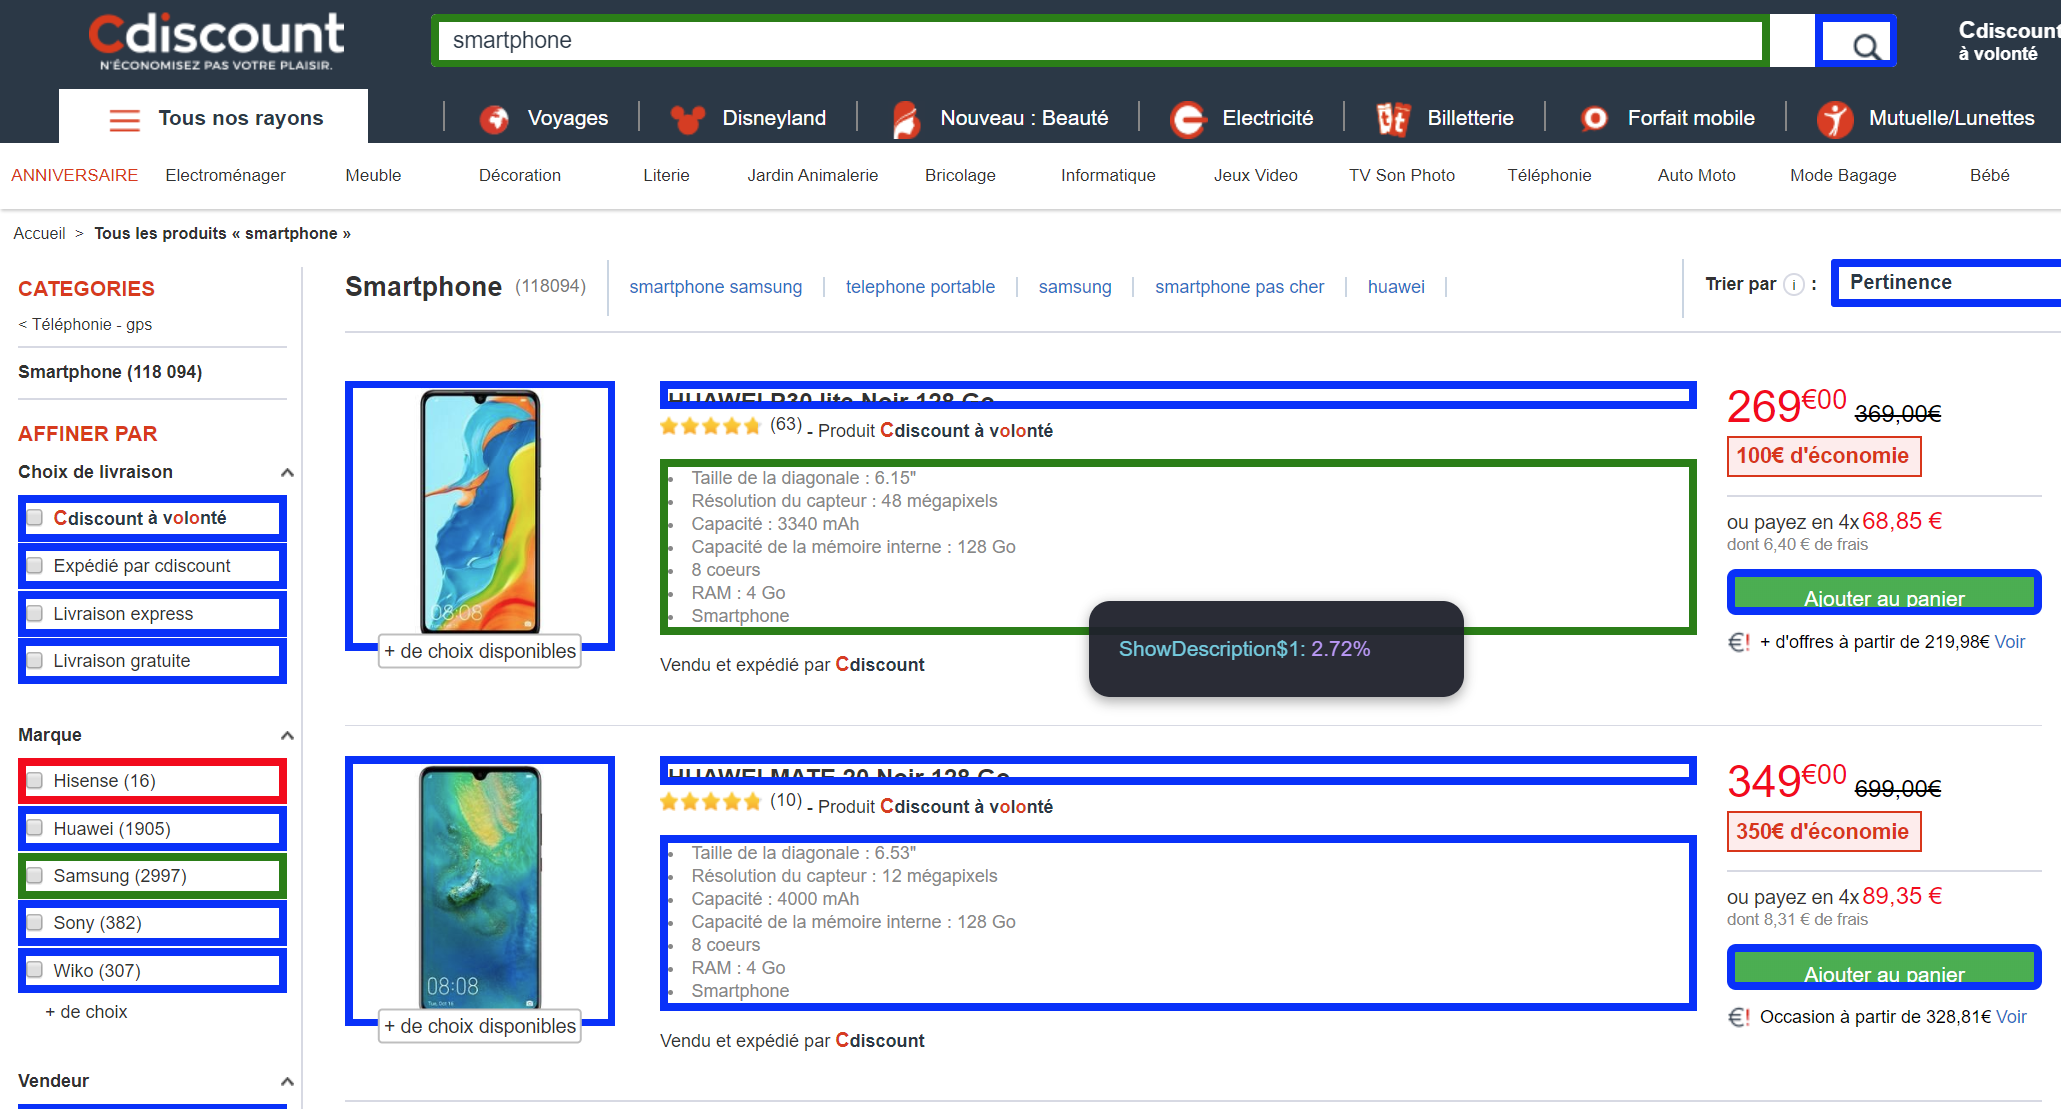 Cdiscount
N'ÉCONOMISEZ PAS VOTRE PLAISIR.
smartphone
Cdiscount
à volonté
Tous nos rayons
Voyages
Disneyland
Nouveau : Beauté
Electricité
Billetterie
Forfait mobile
Mutuelle/Lunettes
ANNIVERSAIRE
Electroménager
Meuble
Décoration
Literie
Jardin Animalerie
Bricolage
Informatique
Jeux Video
TV Son Photo
Téléphonie
Auto Moto
Mode Bagage
Bébé
Accueil > Tous les produits « smartphone »
CATEGORIES
< Téléphonie - gps
Smartphone (118 094)
AFFINER PAR
Choix de livraison
Cdiscount à volonté
Expédié par cdiscount
Livraison express
Livraison gratuite
Marque
Hisense (16)
Huawei (1905)
Samsung (2997)
Sony (382)
Wiko (307)
+ de choix
Vendeur
Smartphone (118094)
smartphone samsung
telephone portable
samsung
smartphone pas cher
huawei
Trier par i :
Pertinence
08:08
+ de choix disponibles
HUAWEI P30 lite Noir 128 Go
(63) - Produit Cdiscount à volonté
• Taille de la diagonale : 6.15"
• Résolution du capteur : 48 mégapixels
• Capacité : 3340 mAh
• Capacité de la mémoire interne : 128 Go
• 8 coeurs
• RAM : 4 Go
• Smartphone
ShowDescription$1: 2.72%
Vendu et expédié par Cdiscount
269€00 369,00€
100€ d'économie
ou payez en 4x 68,85 €
dont 6,40 € de frais
Ajouter au panier
€! + d'offres à partir de 219,98€ Voir
08:08
+ de choix disponibles
HUAWEI MATE 20 Noir 128 Go
(10) - Produit Cdiscount à volonté
• Taille de la diagonale : 6.53"
• Résolution du capteur : 12 mégapixels
• Capacité : 4000 mAh
• Capacité de la mémoire interne : 128 Go
• 8 coeurs
• RAM : 4 Go
• Smartphone
Vendu et expédié par Cdiscount
349€00 699,00€
350€ d'économie
ou payez en 4x 89,35 €
dont 8,31 € de frais
Ajouter au panier
€! Occasion à partir de 328,81€ Voir